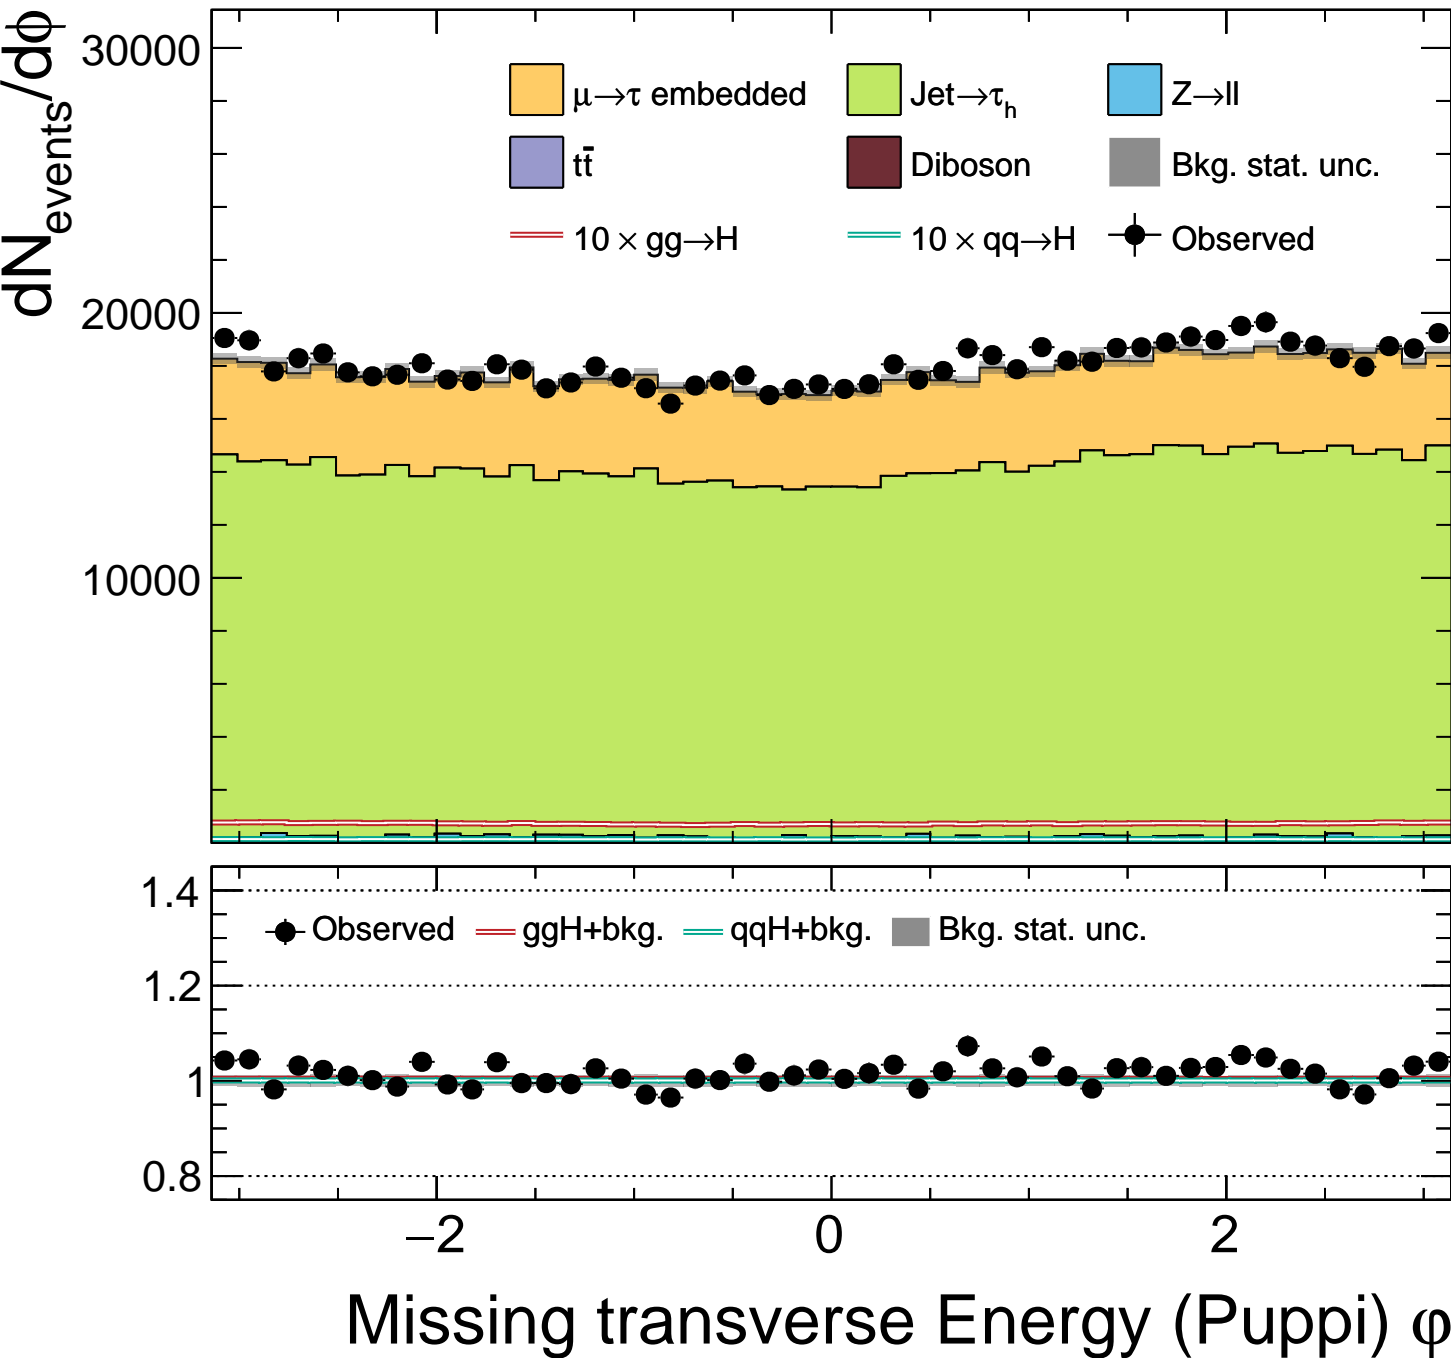 dN_events/dϕ
30000
20000
10000
μ→τ embedded Jet→τ_h Z→ll
tt̄ Diboson Bkg. stat. unc.
10 × gg→H 10 × qq→H Observed
1.4
1.2
1
0.8
Observed ggH+bkg. qqH+bkg. Bkg. stat. unc.
−2 0 2
Missing transverse Energy (Puppi) φ